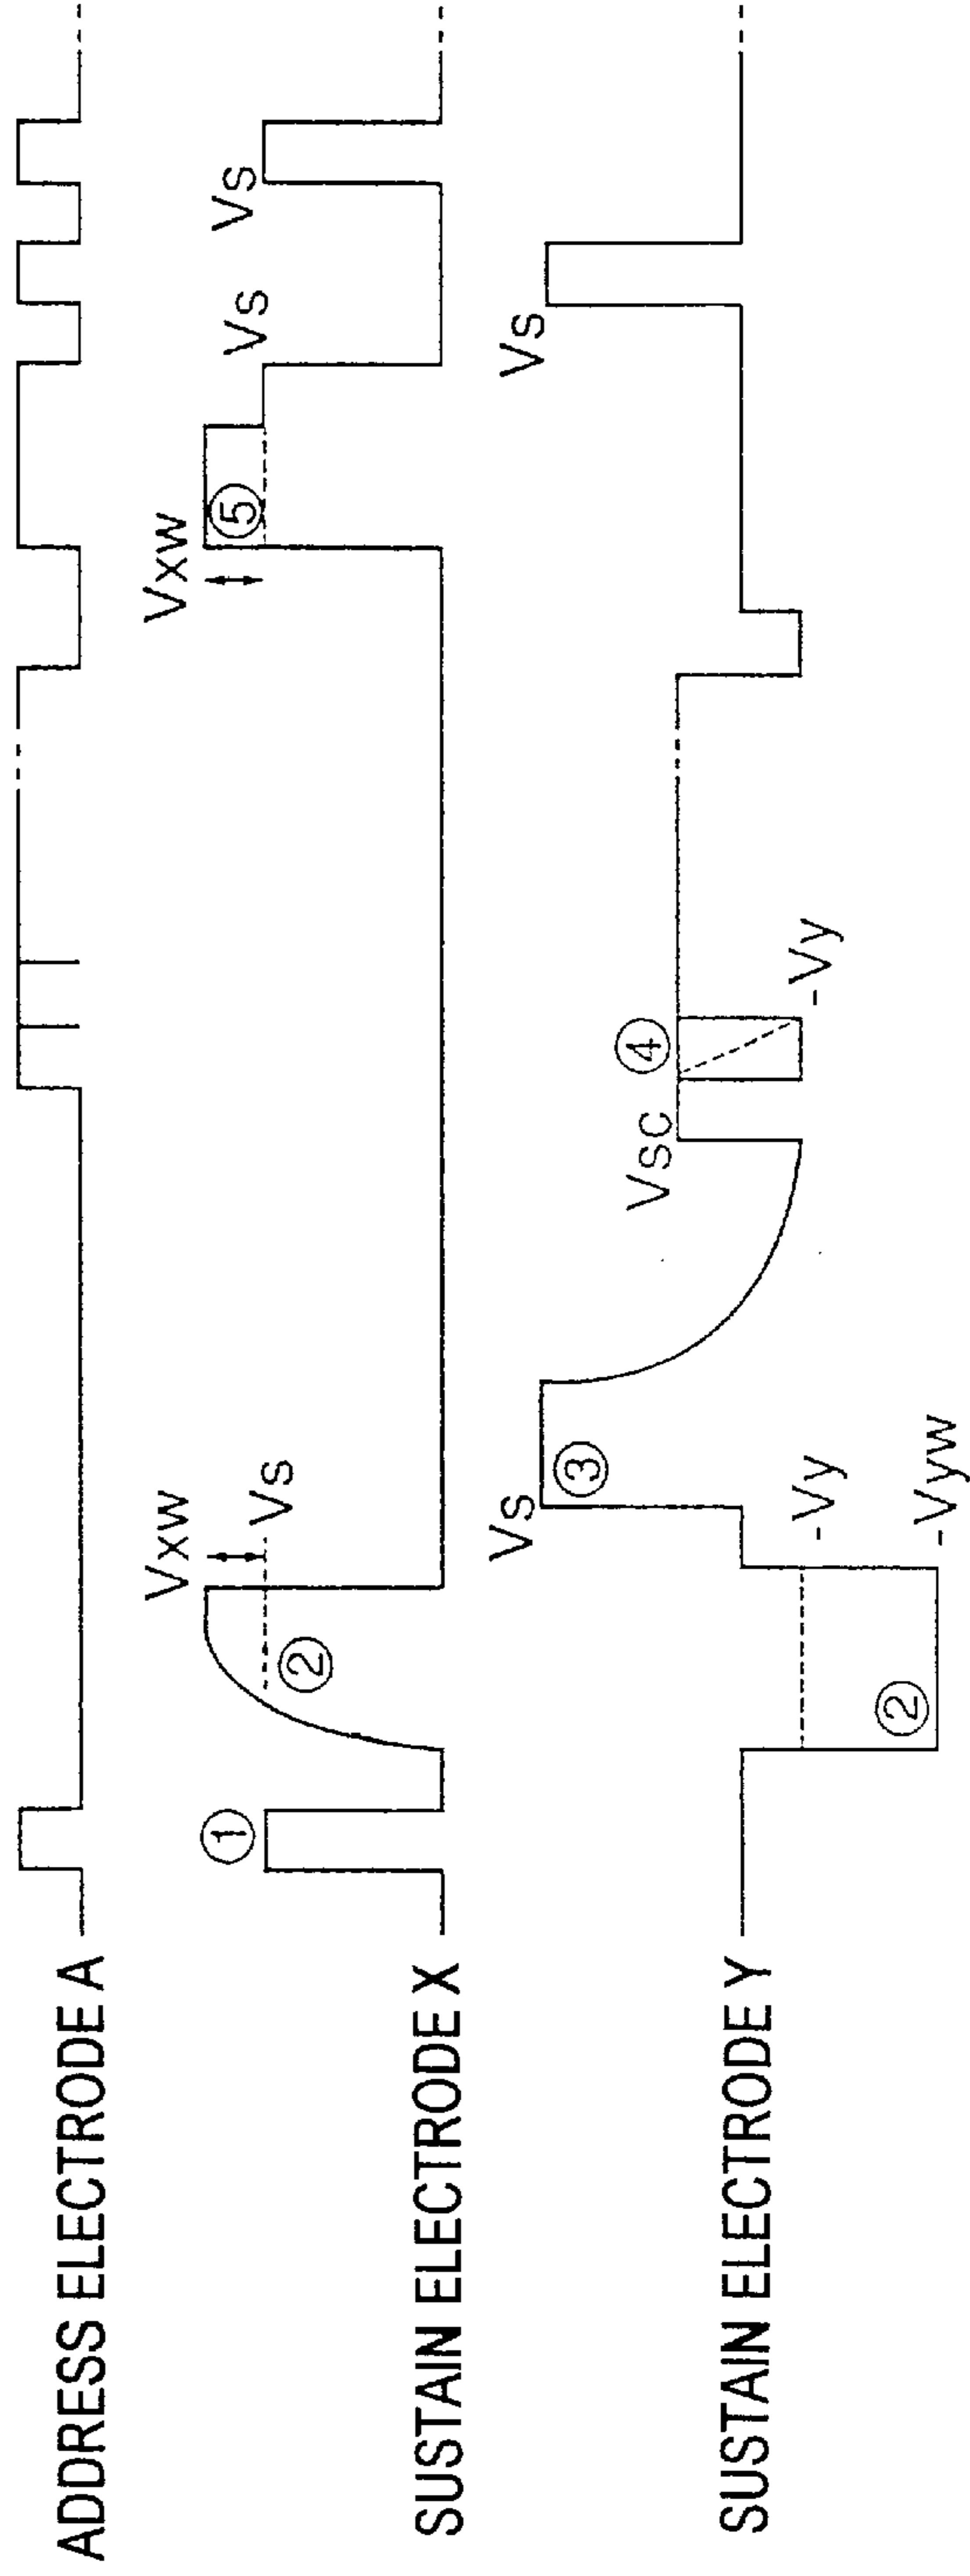 ADDRESS ELECTRODE A
Vxw
Vxw
①
⑤
Vs
Vs
Vs
②
SUSTAIN ELECTRODE X
Vs
Vs
③
Vsc
④
SUSTAIN ELECTRODE Y
-Vy
-Vy
②
-Vyw